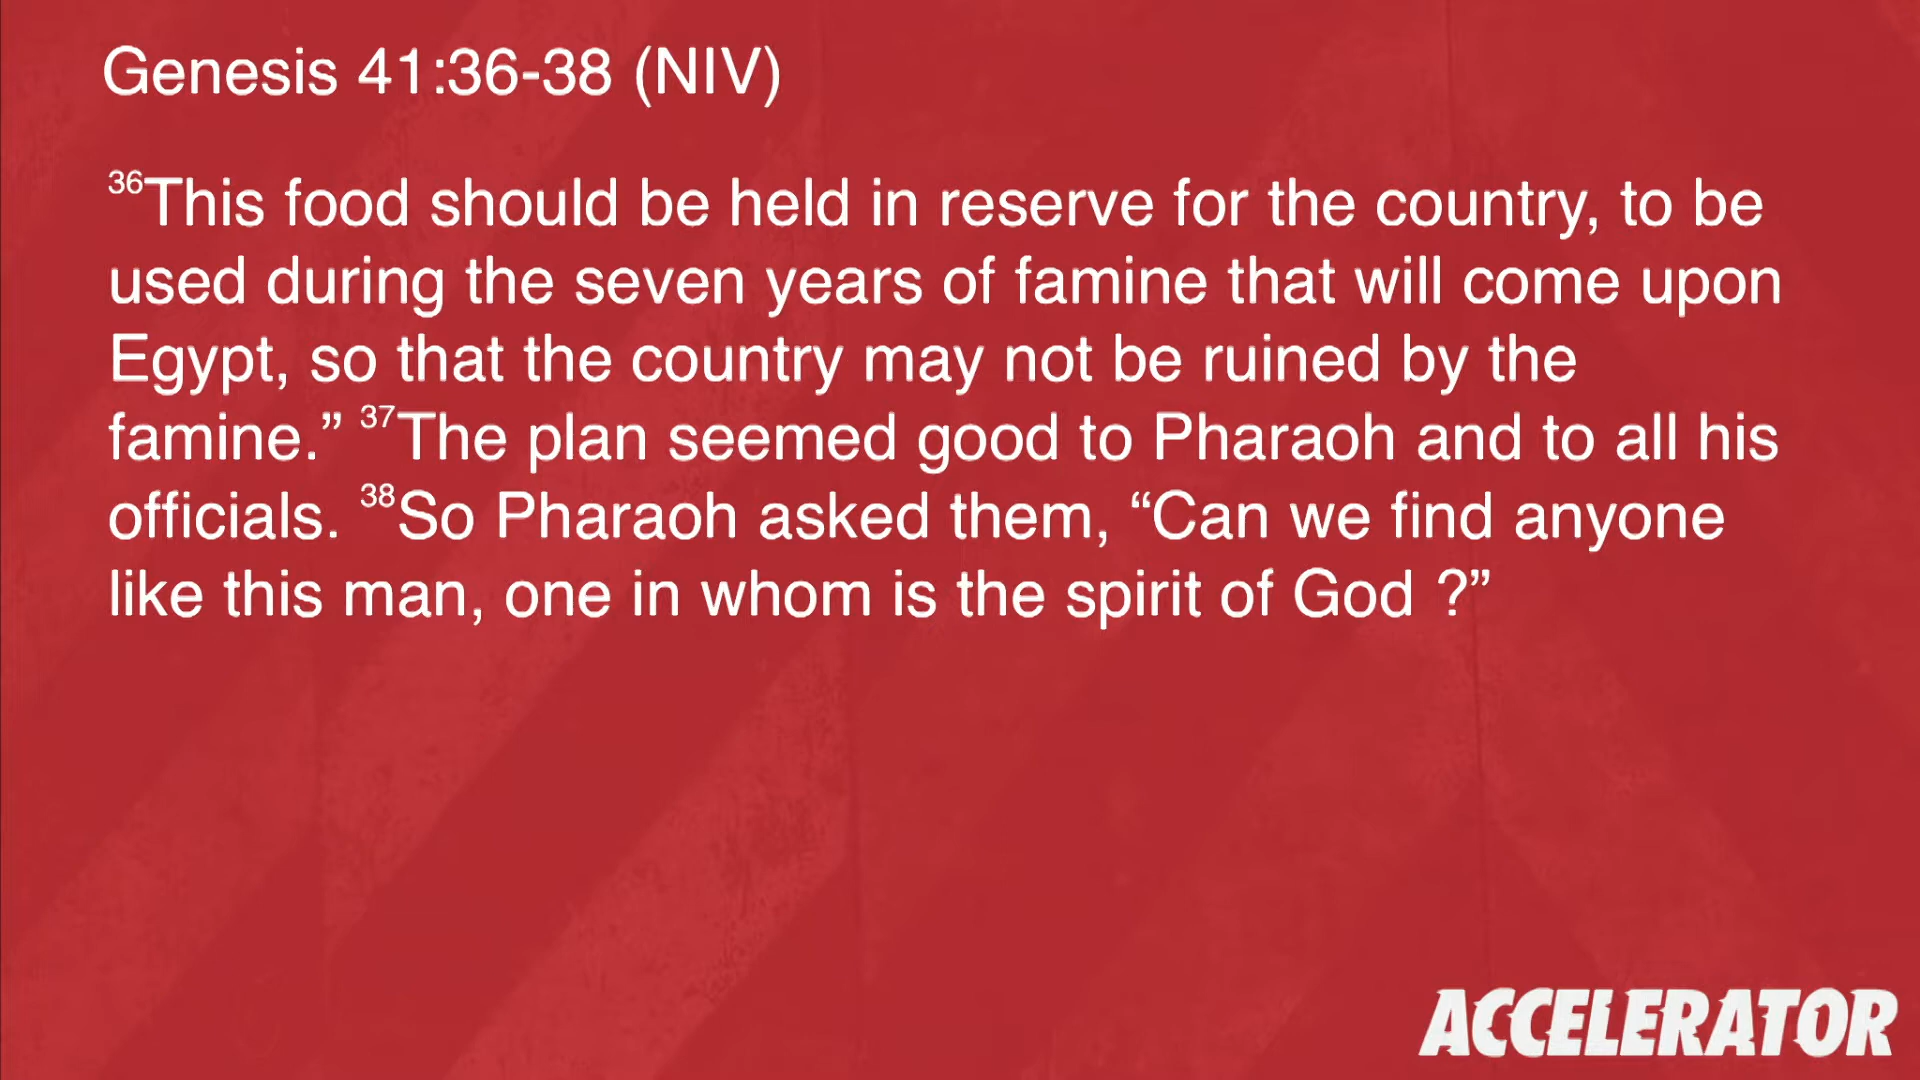 Genesis 41:36-38 (NIV)
³⁶This food should be held in reserve for the country, to be
used during the seven years of famine that will come upon
Egypt, so that the country may not be ruined by the
famine.” ³⁷The plan seemed good to Pharaoh and to all his
officials. ³⁸So Pharaoh asked them, “Can we find anyone
like this man, one in whom is the spirit of God ?”
ACCELERATOR